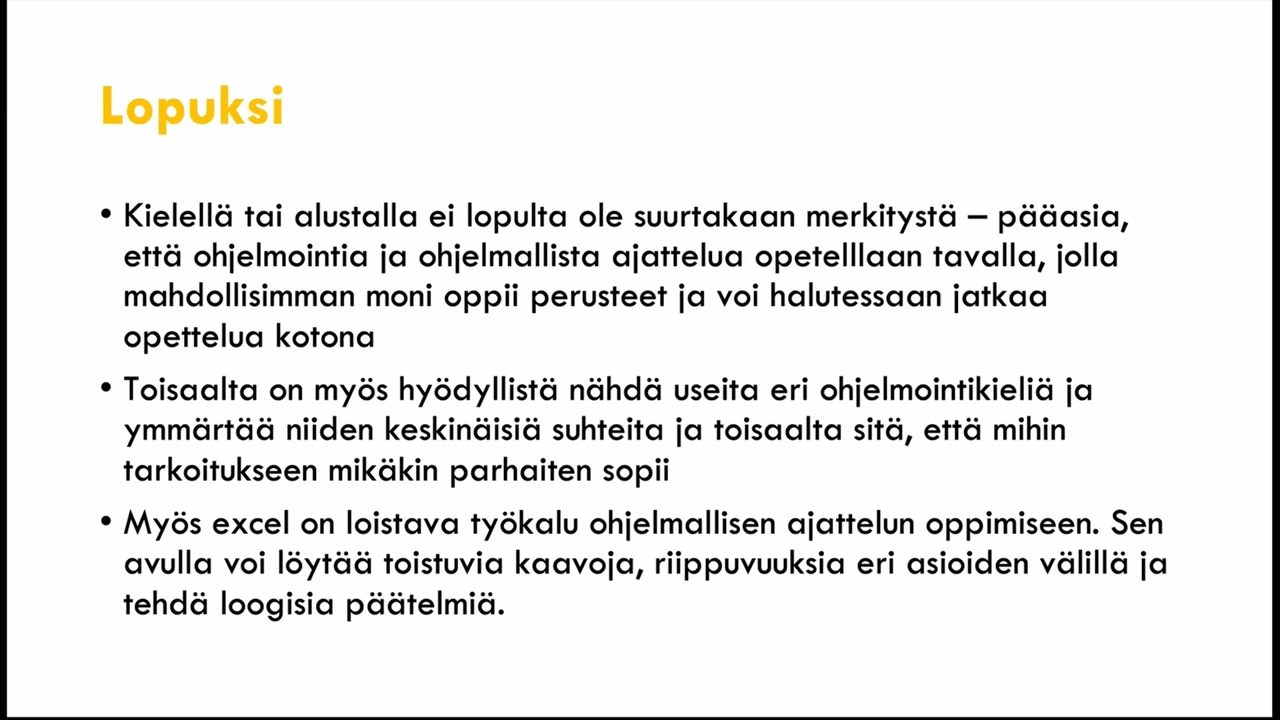 Lopuksi
• Kielellä tai alustalla ei lopulta ole suurtakaan merkitystä – pääasia,
että ohjelmointia ja ohjelmallista ajattelua opetelllaan tavalla, jolla
mahdollisimman moni oppii perusteet ja voi halutessaan jatkaa
opettelua kotona
• Toisaalta on myös hyödyllistä nähdä useita eri ohjelmointikieliä ja
ymmärtää niiden keskinäisiä suhteita ja toisaalta sitä, että mihin
tarkoitukseen mikäkin parhaiten sopii
• Myös excel on loistava työkalu ohjelmallisen ajattelun oppimiseen. Sen
avulla voi löytää toistuvia kaavoja, riippuvuuksia eri asioiden välillä ja
tehdä loogisia päätelmiä.